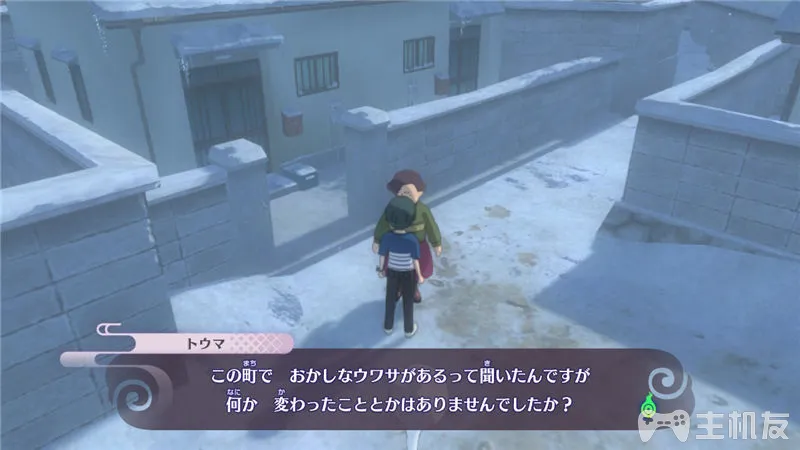 トウマ
この町で　おかしなウワサがあるって聞いたんですが
何か　変わったこととかはありませんでしたか？
主机友